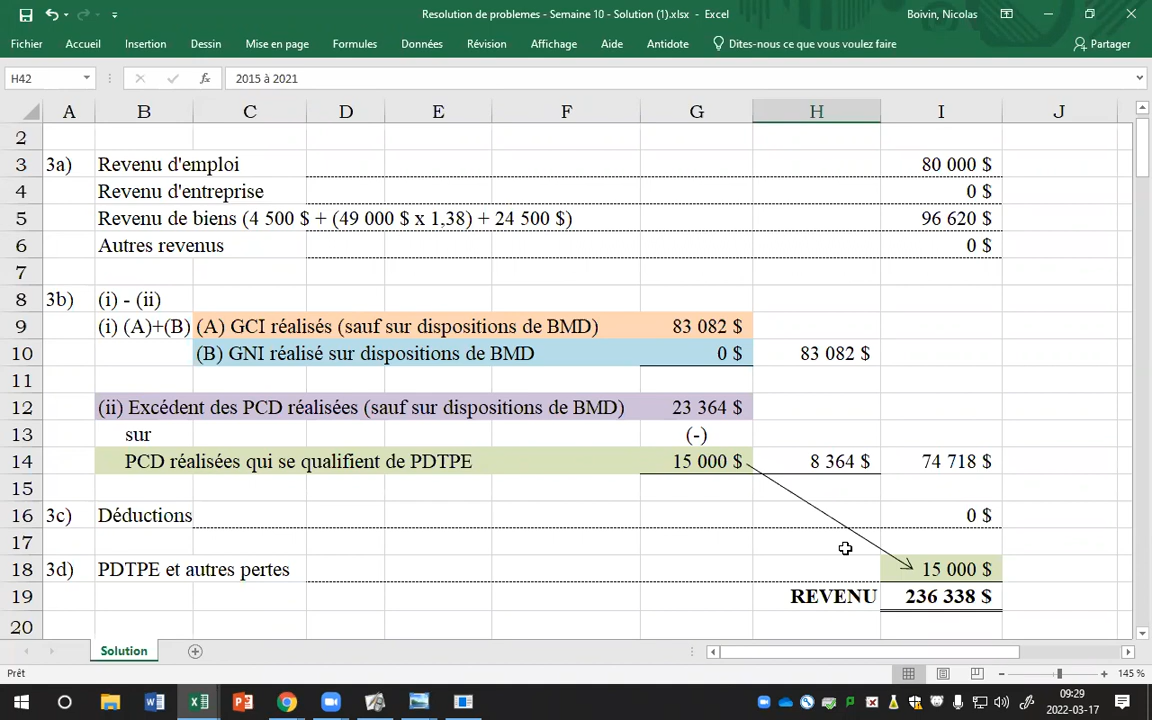 Resolution de problemes - Semaine 10 - Solution (1).xlsx - Excel
Boivin, Nicolas
Fichier Accueil Insertion Dessin Mise en page Formules Données Révision Affichage Aide Antidote Dites-nous ce que vous voulez faire Partager
H42 fx 2015 à 2021
A B C D E F G H I J
2
3 3a) Revenu d'emploi 80 000 $
4 Revenu d'entreprise 0 $
5 Revenu de biens (4 500 $ + (49 000 $ x 1,38) + 24 500 $) 96 620 $
6 Autres revenus 0 $
7
8 3b) (i) - (ii)
9 (i) (A)+(B) (A) GCI réalisés (sauf sur dispositions de BMD) 83 082 $
10 (B) GNI réalisé sur dispositions de BMD 0 $ 83 082 $
11
12 (ii) Excédent des PCD réalisées (sauf sur dispositions de BMD) 23 364 $
13 sur (-)
14 PCD réalisées qui se qualifient de PDTPE 15 000 $ 8 364 $ 74 718 $
15
16 3c) Déductions 0 $
17
18 3d) PDTPE et autres pertes 15 000 $
19 REVENU 236 338 $
20
Solution
Prêt 145 %
09:29
2022-03-17